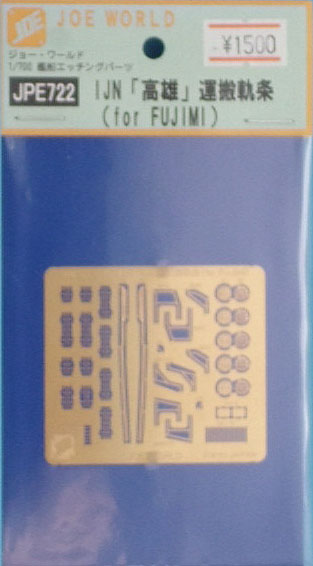 JOE
JOE WORLD
¥1500
ジョー・ワールド
1/700 艦船エッチングパーツ
JPE722
IJN「高雄」運搬軌条
(for FUJIMI)